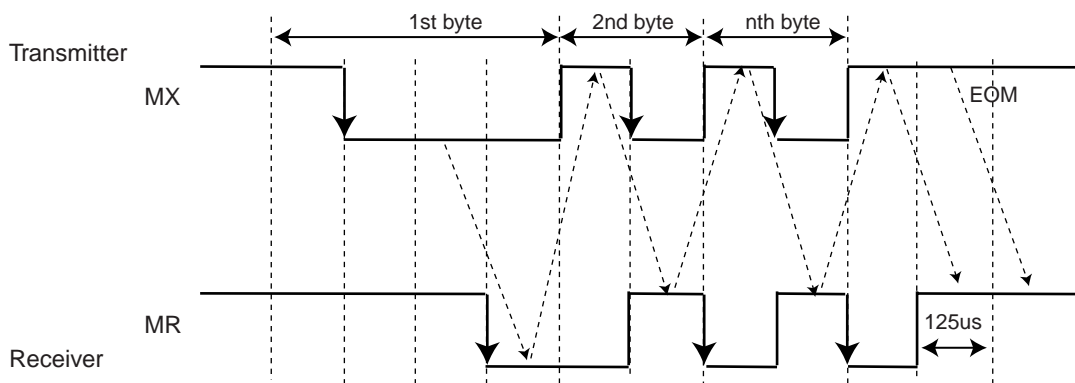 1st byte
2nd byte
nth byte
Transmitter
MX
EOM
MR
125us
Receiver